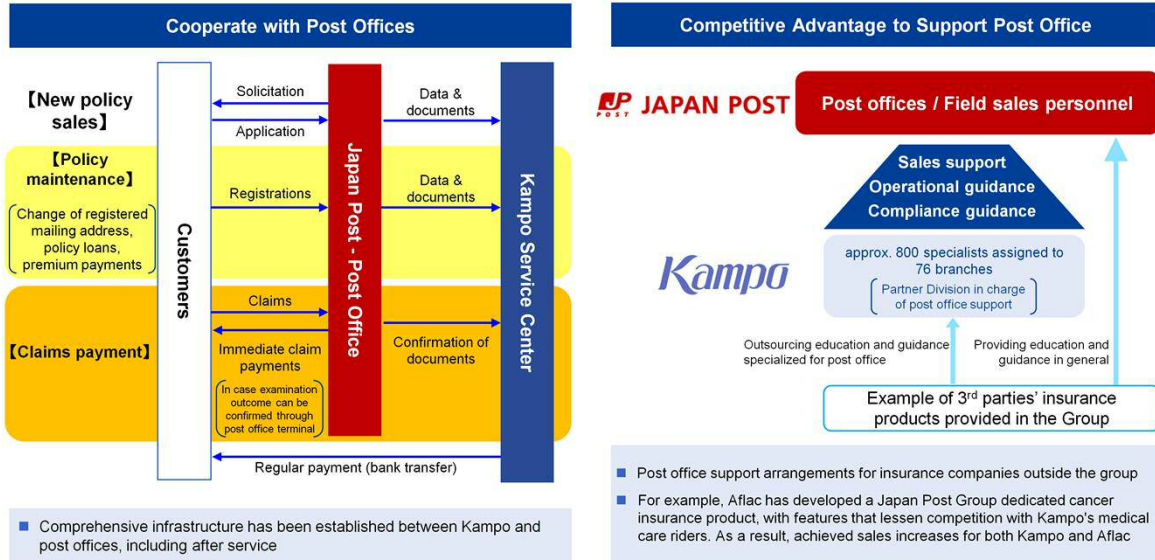 Cooperate with Post Offices
【New policy
sales】
Solicitation
Application
Data &
documents
【Policy
maintenance】
Change of registered
mailing address,
policy loans,
premium payments
Registrations
Data &
documents
【Claims payment】
Claims
Immediate claim
payments
In case examination
outcome can be
confirmed through
post office terminal
Confirmation of
documents
Customers
Japan Post - Post Office
Kampo Service Center
Regular payment (bank transfer)
Comprehensive infrastructure has been established between Kampo and
post offices, including after service
Competitive Advantage to Support Post Office
JP
POST
JAPAN POST
Post offices / Field sales personnel
Sales support
Operational guidance
Compliance guidance
Kampo
approx. 800 specialists assigned to
76 branches
Partner Division in charge
of post office support
Outsourcing education and guidance
specialized for post office
Providing education and
guidance in general
Example of 3rd parties' insurance
products provided in the Group
Post office support arrangements for insurance companies outside the group
For example, Aflac has developed a Japan Post Group dedicated cancer
insurance product, with features that lessen competition with Kampo's medical
care riders. As a result, achieved sales increases for both Kampo and Aflac